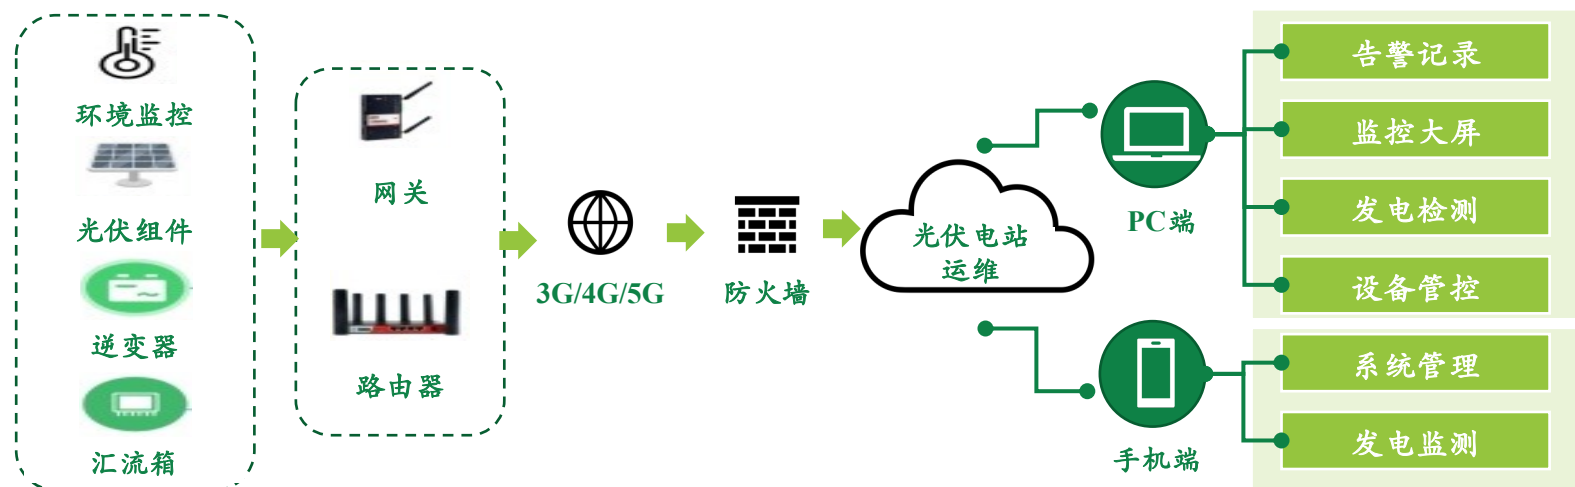 环境监控
光伏组件
逆变器
汇流箱
网关
路由器
3G/4G/5G
防火墙
光伏电站
运维
PC端
手机端
告警记录
监控大屏
发电检测
设备管控
系统管理
发电监测